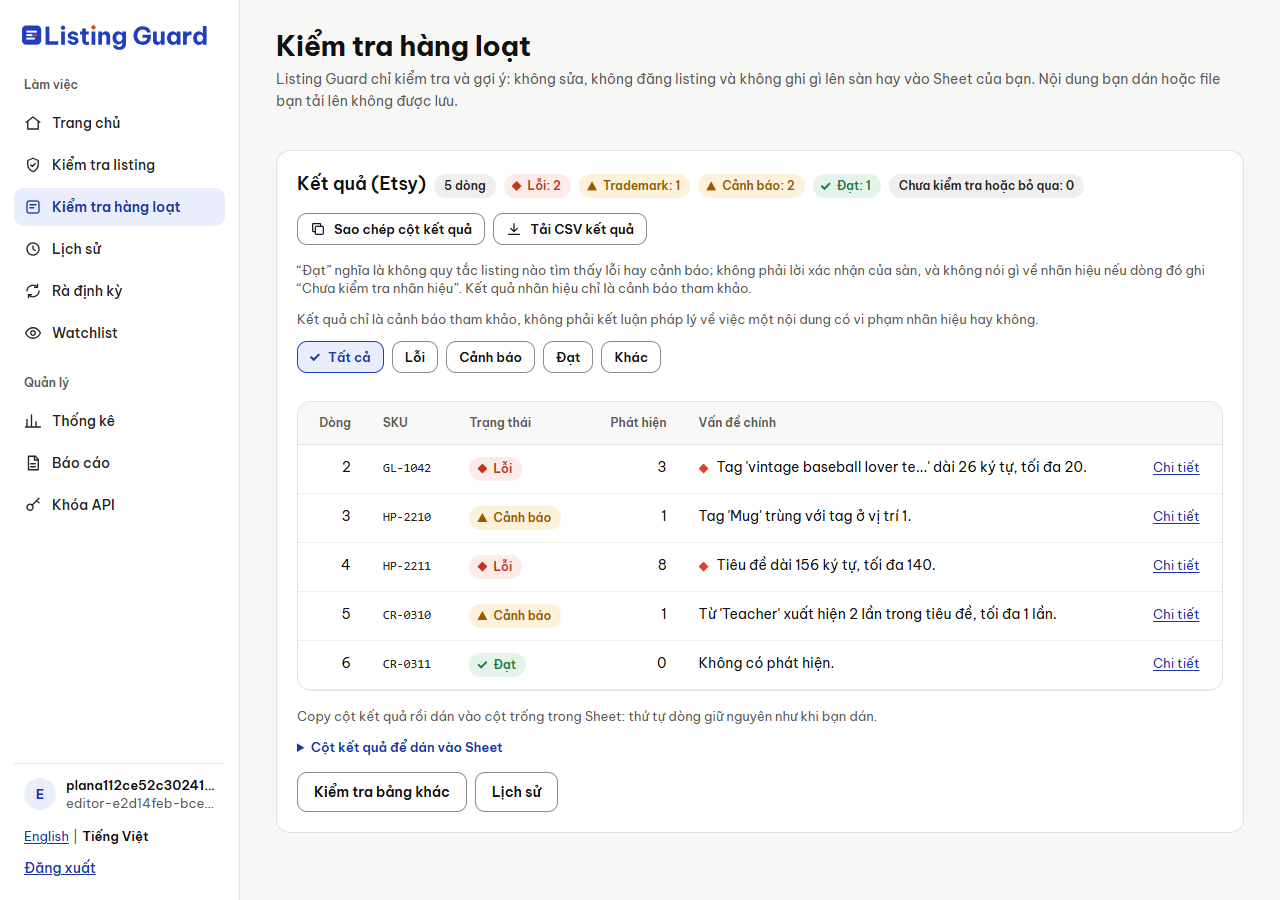 Listing Guard
Làm việc
Trang chủ
Kiểm tra listing
Kiểm tra hàng loạt
Lịch sử
Rà định kỳ
Watchlist
Quản lý
Thống kê
Báo cáo
Khóa API
E
plana112ce52c30241...
editor-e2d14feb-bce...
English | Tiếng Việt
Đăng xuất
Kiểm tra hàng loạt
Listing Guard chỉ kiểm tra và gợi ý: không sửa, không đăng listing và không ghi gì lên sàn hay vào Sheet của bạn. Nội dung bạn dán hoặc file
bạn tải lên không được lưu.
Kết quả (Etsy) 5 dòng Lỗi: 2 Trademark: 1 Cảnh báo: 2 Đạt: 1 Chưa kiểm tra hoặc bỏ qua: 0
Sao chép cột kết quả Tải CSV kết quả
“Đạt” nghĩa là không quy tắc listing nào tìm thấy lỗi hay cảnh báo; không phải lời xác nhận của sàn, và không nói gì về nhãn hiệu nếu dòng đó ghi
“Chưa kiểm tra nhãn hiệu”. Kết quả nhãn hiệu chỉ là cảnh báo tham khảo.
Kết quả chỉ là cảnh báo tham khảo, không phải kết luận pháp lý về việc một nội dung có vi phạm nhãn hiệu hay không.
Tất cả Lỗi Cảnh báo Đạt Khác
Dòng SKU Trạng thái Phát hiện Vấn đề chính
2 GL-1042 Lỗi 3 Tag 'vintage baseball lover te...' dài 26 ký tự, tối đa 20. Chi tiết
3 HP-2210 Cảnh báo 1 Tag 'Mug' trùng với tag ở vị trí 1. Chi tiết
4 HP-2211 Lỗi 8 Tiêu đề dài 156 ký tự, tối đa 140. Chi tiết
5 CR-0310 Cảnh báo 1 Từ 'Teacher' xuất hiện 2 lần trong tiêu đề, tối đa 1 lần. Chi tiết
6 CR-0311 Đạt 0 Không có phát hiện. Chi tiết
Copy cột kết quả rồi dán vào cột trống trong Sheet: thứ tự dòng giữ nguyên như khi bạn dán.
Cột kết quả để dán vào Sheet
Kiểm tra bảng khác Lịch sử